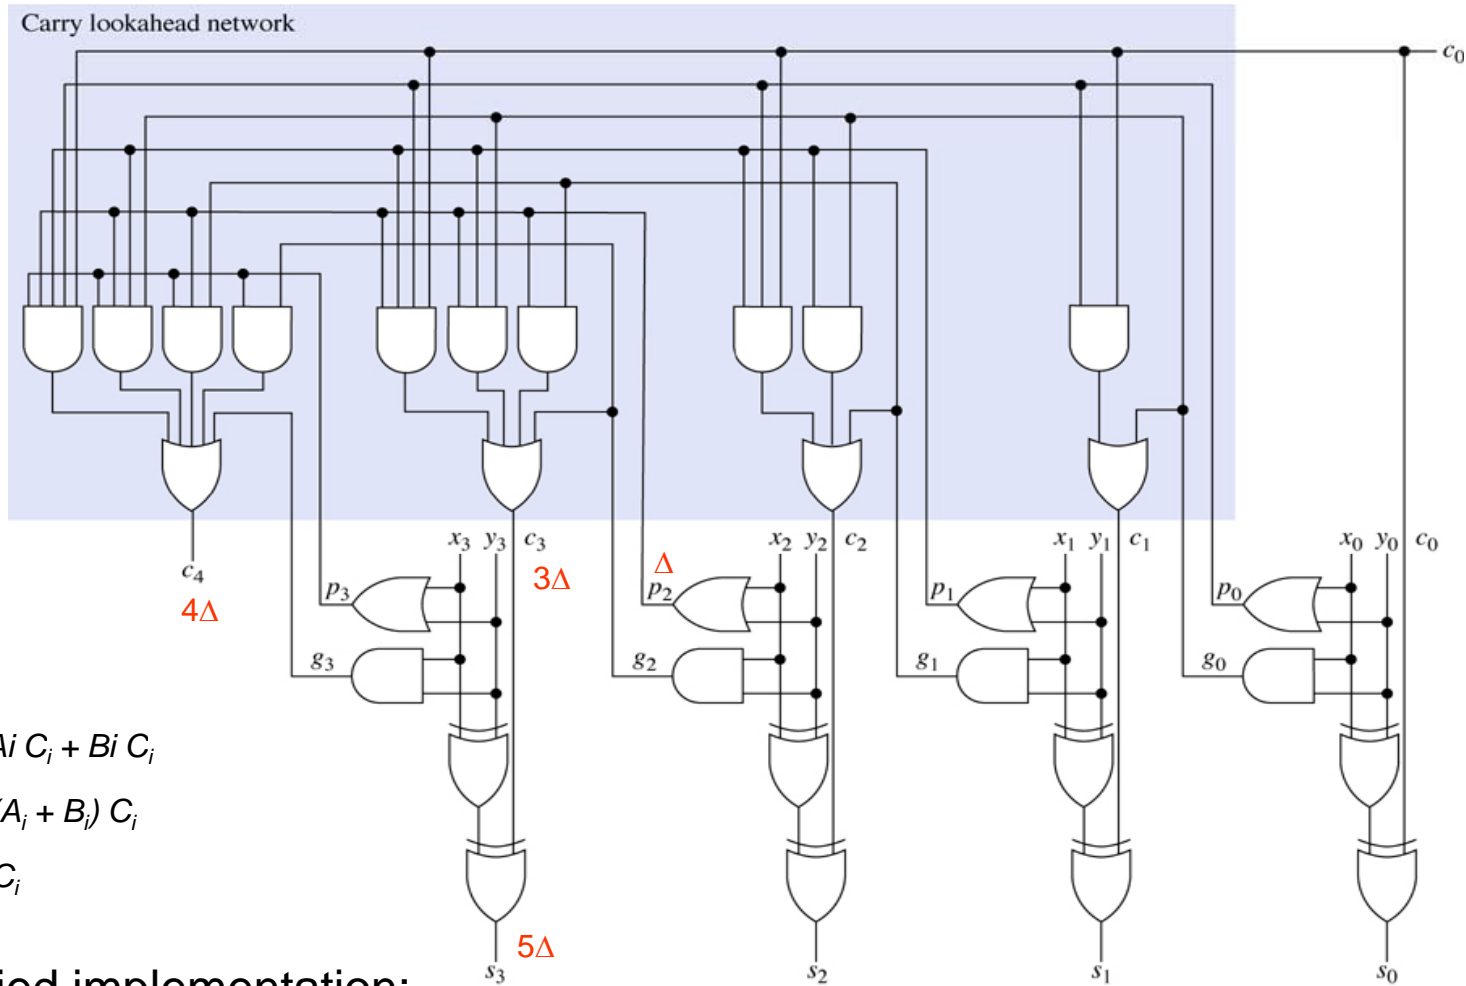 Carry lookahead network
c0
x3 y3 c3
x2 y2 c2
x1 y1 c1
x0 y0 c0
c4
4Δ
3Δ
Δ
p3
p2
p1
p0
g3
g2
g1
g0
Ai Ci + Bi Ci
(Ai + Bi) Ci
Ci
5Δ
s3
s2
s1
s0
implementation: